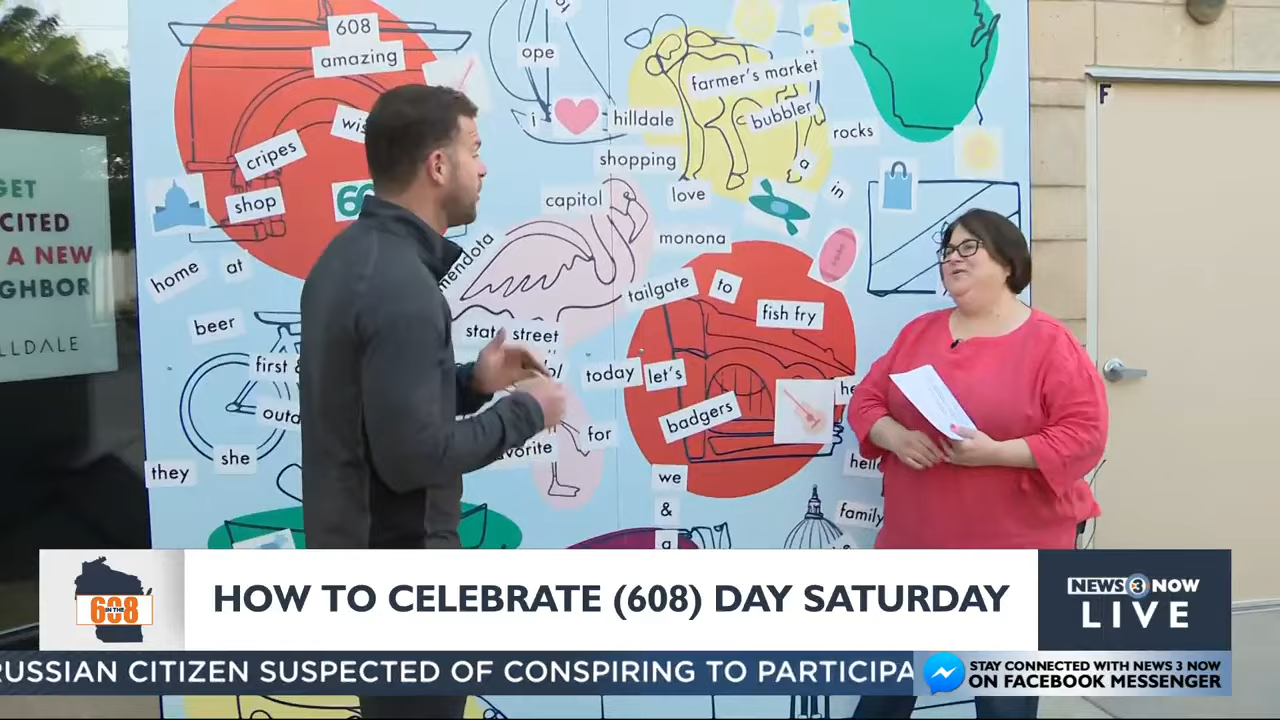 608
amazing
ope
farmer's market
i
hilldale
bubbler
rocks
cripes
shopping
a
in
shop
capitol
love
monona
mendota
home
at
tailgate
to
fish fry
beer
state street
first
today
let's
badgers
for
she
they
we
&
a
family
GET
CITED
A NEW
GHBOR
LLDALE
F
IN THE
608
HOW TO CELEBRATE (608) DAY SATURDAY
NEWS 3 NOW
LIVE
RUSSIAN CITIZEN SUSPECTED OF CONSPIRING TO PARTICIPA
STAY CONNECTED WITH NEWS 3 NOW
ON FACEBOOK MESSENGER